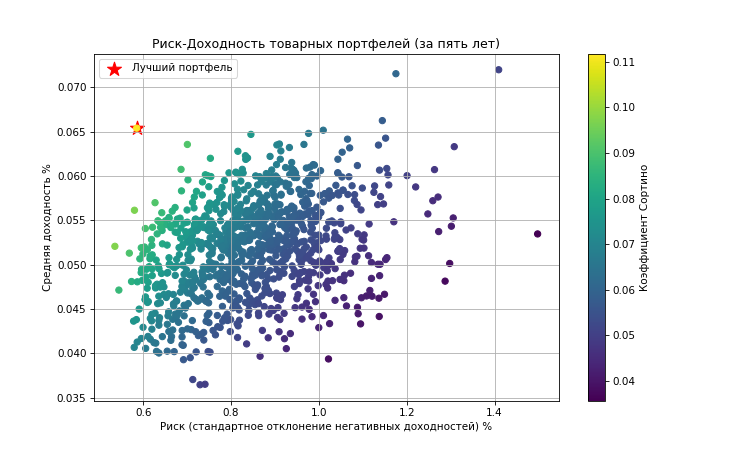 Риск-Доходность товарных портфелей (за пять лет)
Лучший портфель
Средняя доходность %
0.070
0.065
0.060
0.055
0.050
0.045
0.040
0.035
0.6 0.8 1.0 1.2 1.4
Риск (стандартное отклонение негативных доходностей) %
0.11
0.10
0.09
0.08
0.07
0.06
0.05
0.04
Коэффициент Сортино